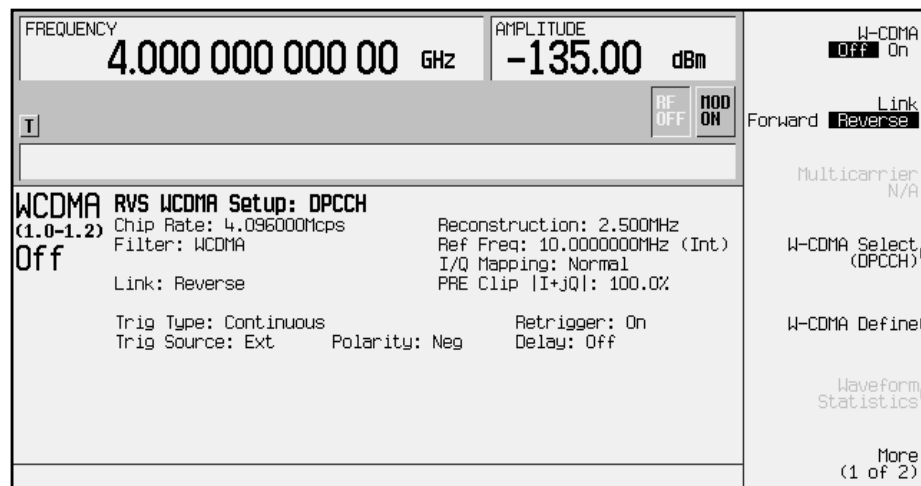 FREQUENCY
4.000 000 000 00 GHz
AMPLITUDE
-135.00 dBm
RF OFF
MOD ON
T
WCDMA
(1.0-1.2)
Off
RVS WCDMA Setup: DPCCH
Chip Rate: 4.096000Mcps
Reconstruction: 2.500MHz
Filter: WCDMA
Ref Freq: 10.0000000MHz (Int)
I/Q Mapping: Normal
Link: Reverse
PRE Clip |I+jQ|: 100.0%
Trig Type: Continuous
Retrigger: On
Trig Source: Ext
Polarity: Neg
Delay: Off
W-CDMA
Off On
Link
Forward Reverse
Multicarrier
N/A
W-CDMA Select
(DPCCH)
W-CDMA Define
Waveform
Statistics
More
(1 of 2)